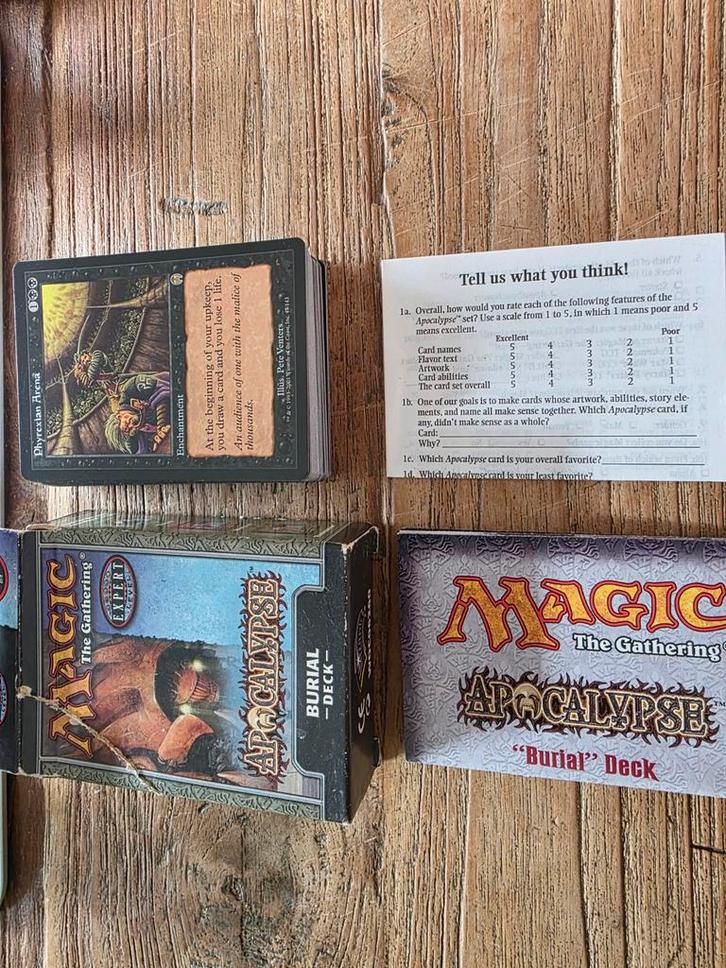 Phyrexian Arena
1
Enchantment
At the beginning of your upkeep,
you draw a card and you lose 1 life.
An audience of one with the malice of
thousands.
Illus. Pete Venters
Tell us what you think!
1a. Overall, how would you rate each of the following features of the
Apocalypse™ set? Use a scale from 1 to 5, in which 1 means poor and 5
means excellent.
Excellent Poor
Card names 5 4 3 2 1
Flavor text 5 4 3 2 1
Artwork 5 4 3 2 1
Card abilities 5 4 3 2 1
The card set overall 5 4 3 2 1
1b. One of our goals is to make cards whose artwork, abilities, story ele-
ments, and name all make sense together. Which Apocalypse card, if
any, didn't make sense as a whole?
Card:
Why?
1c. Which Apocalypse card is your overall favorite?
1d. Which Apocalypse card is your least favorite?
MAGIC
The Gathering®
EXPERT
APOCALYPSE
BURIAL
–DECK–
MAGIC
The Gathering®
APOCALYPSE™
"Burial" Deck